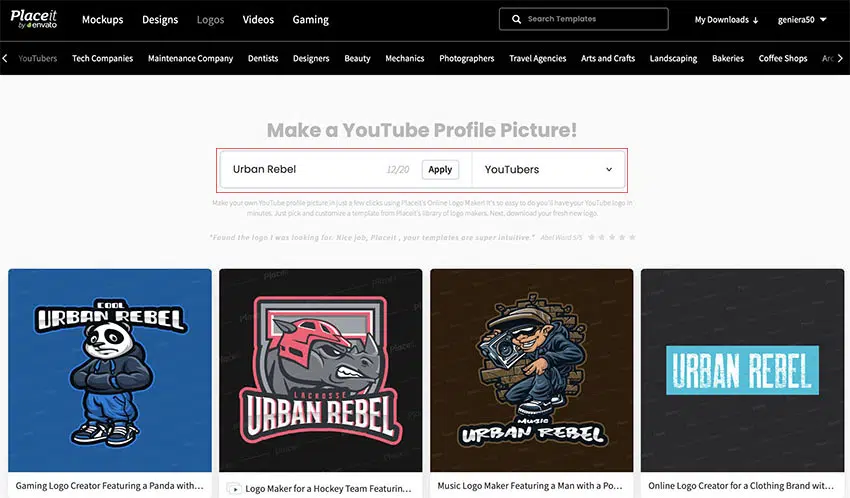 Placeit
by envato
Mockups Designs Logos Videos Gaming
Search Templates
My Downloads
geniera50
YouTubers Tech Companies Maintenance Company Dentists Designers Beauty Mechanics Photographers Travel Agencies Arts and Crafts Landscaping Bakeries Coffee Shops Arc
Make a YouTube Profile Picture!
Urban Rebel 12/20 Apply YouTubers
Make your own YouTube profile picture in just a few clicks using Placeit's Online Logo Maker! It's so easy to do you'll have your YouTube logo in
minutes. Just pick and customize a template from Placeit's library of logo makers. Next, download your fresh new logo.
"Found the logo I was looking for. Nice job, Placeit , your templates are super intuitive." Abel Word 5/5
COOL
URBAN REBEL
LACROSSE
URBAN REBEL
MUSIC
URBAN REBEL
URBAN REBEL
Gaming Logo Creator Featuring a Panda with...
Logo Maker for a Hockey Team Featurin...
Music Logo Maker Featuring a Man with a Po...
Online Logo Creator for a Clothing Brand wit...